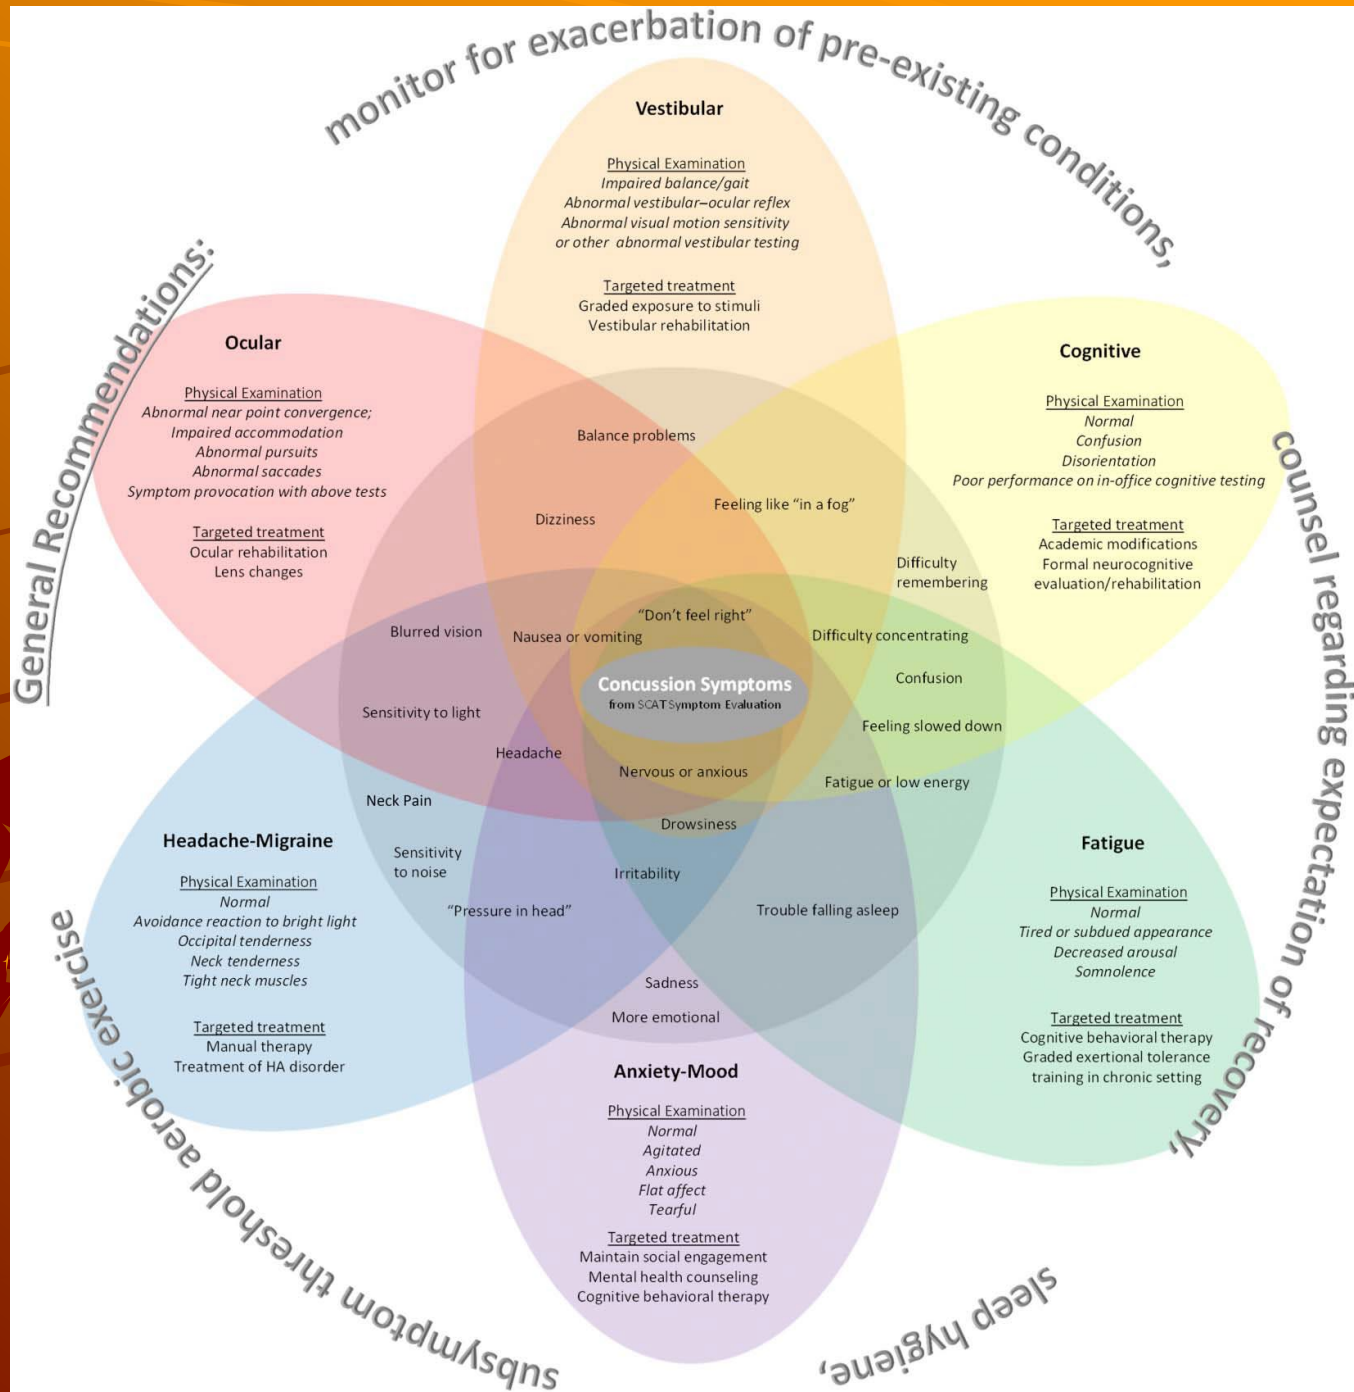 General Recommendations:
monitor for exacerbation of pre-existing conditions,
counsel regarding expectation of recovery,
sleep hygiene,
subsymptom threshold aerobic exercise
Vestibular
Physical Examination
Impaired balance/gait
Abnormal vestibular–ocular reflex
Abnormal visual motion sensitivity
or other abnormal vestibular testing
Targeted treatment
Graded exposure to stimuli
Vestibular rehabilitation
Ocular
Physical Examination
Abnormal near point convergence;
Impaired accommodation
Abnormal pursuits
Abnormal saccades
Symptom provocation with above tests
Targeted treatment
Ocular rehabilitation
Lens changes
Cognitive
Physical Examination
Normal
Confusion
Disorientation
Poor performance on in-office cognitive testing
Targeted treatment
Academic modifications
Formal neurocognitive
evaluation/rehabilitation
Balance problems
Feeling like “in a fog”
Dizziness
Difficulty
remembering
“Don’t feel right”
Blurred vision
Nausea or vomiting
Difficulty concentrating
Confusion
Concussion Symptoms
from SCAT Symptom Evaluation
Sensitivity to light
Feeling slowed down
Headache
Nervous or anxious
Fatigue or low energy
Neck Pain
Drowsiness
Sensitivity
to noise
Irritability
“Pressure in head”
Trouble falling asleep
Sadness
More emotional
Headache-Migraine
Physical Examination
Normal
Avoidance reaction to bright light
Occipital tenderness
Neck tenderness
Tight neck muscles
Targeted treatment
Manual therapy
Treatment of HA disorder
Fatigue
Physical Examination
Normal
Tired or subdued appearance
Decreased arousal
Somnolence
Targeted treatment
Cognitive behavioral therapy
Graded exertional tolerance
training in chronic setting
Anxiety-Mood
Physical Examination
Normal
Agitated
Anxious
Flat affect
Tearful
Targeted treatment
Maintain social engagement
Mental health counseling
Cognitive behavioral therapy